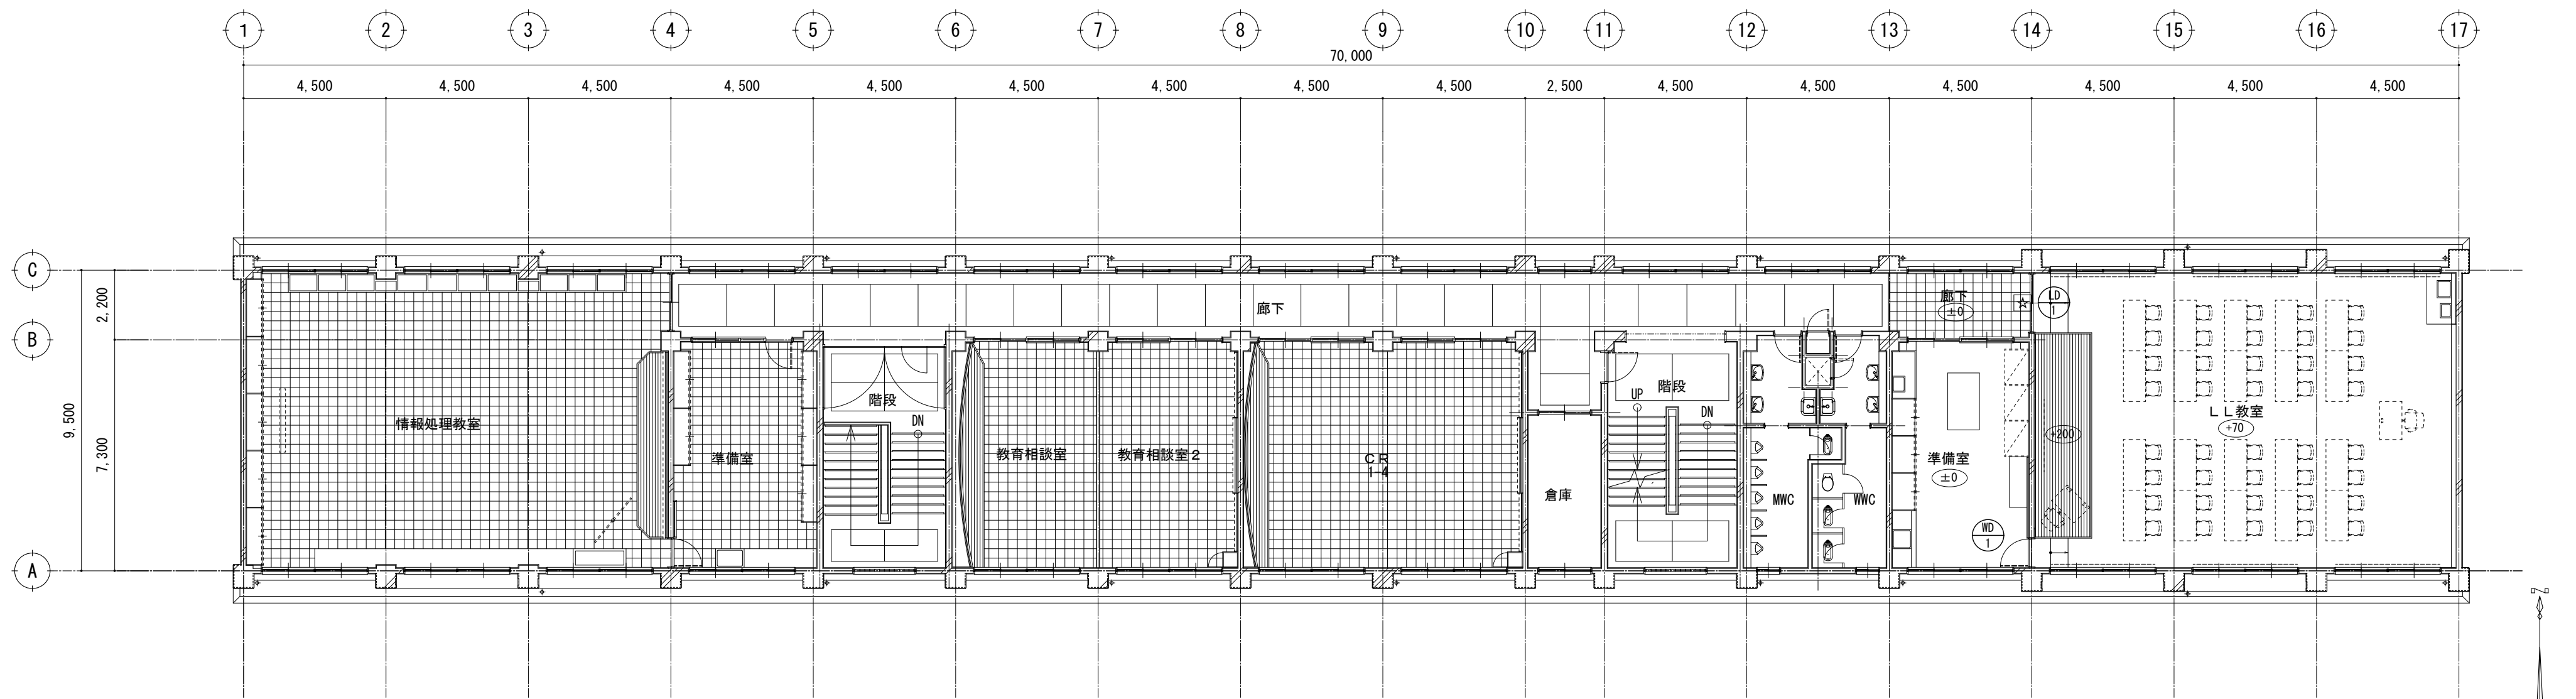 1 2 3 4 5 6 7 8 9 10 11 12 13 14 15 16 17
70,000
4,500 4,500 4,500 4,500 4,500 4,500 4,500 4,500 4,500 2,500 4,500 4,500 4,500 4,500 4,500 4,500
C
B
A
2,200
7,300
9,500
廊下
廊下
±0
☆
LD
1
情報処理教室
準備室
階段
DN
教育相談室
教育相談室2
CR
1-4
倉庫
階段
UP
DN
MWC
WWC
準備室
±0
WD
1
+200
LL教室
+70
N